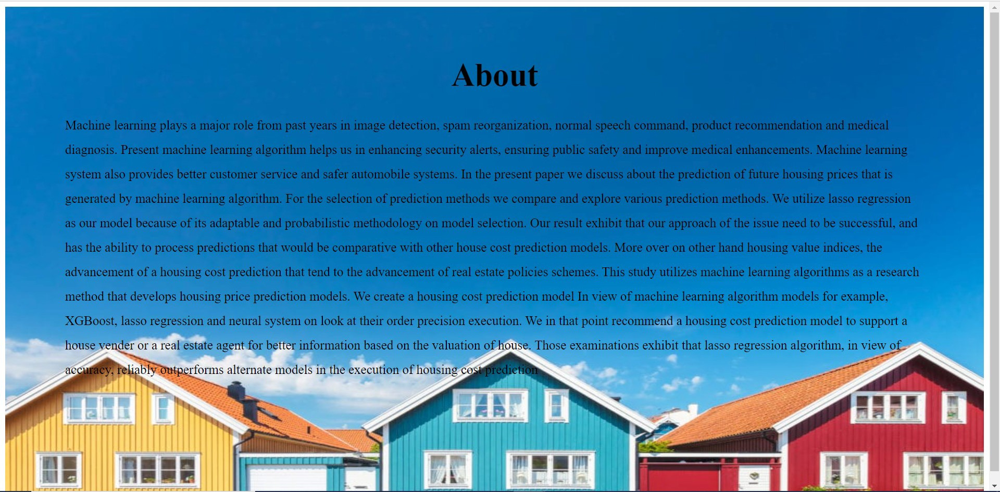 About
Machine learning plays a major role from past years in image detection, spam reorganization, normal speech command, product recommendation and medical
diagnosis. Present machine learning algorithm helps us in enhancing security alerts, ensuring public safety and improve medical enhancements. Machine learning
system also provides better customer service and safer automobile systems. In the present paper we discuss about the prediction of future housing prices that is
generated by machine learning algorithm. For the selection of prediction methods we compare and explore various prediction methods. We utilize lasso regression
as our model because of its adaptable and probabilistic methodology on model selection. Our result exhibit that our approach of the issue need to be successful, and
has the ability to process predictions that would be comparative with other house cost prediction models. More over on other hand housing value indices, the
advancement of a housing cost prediction that tend to the advancement of real estate policies schemes. This study utilizes machine learning algorithms as a research
method that develops housing price prediction models. We create a housing cost prediction model In view of machine learning algorithm models for example,
XGBoost, lasso regression and neural system on look at their order precision execution. We in that point recommend a housing cost prediction model to support a
house vender or a real estate agent for better information based on the valuation of house. Those examinations exhibit that lasso regression algorithm, in view of
accuracy, reliably outperforms alternate models in the execution of housing cost prediction